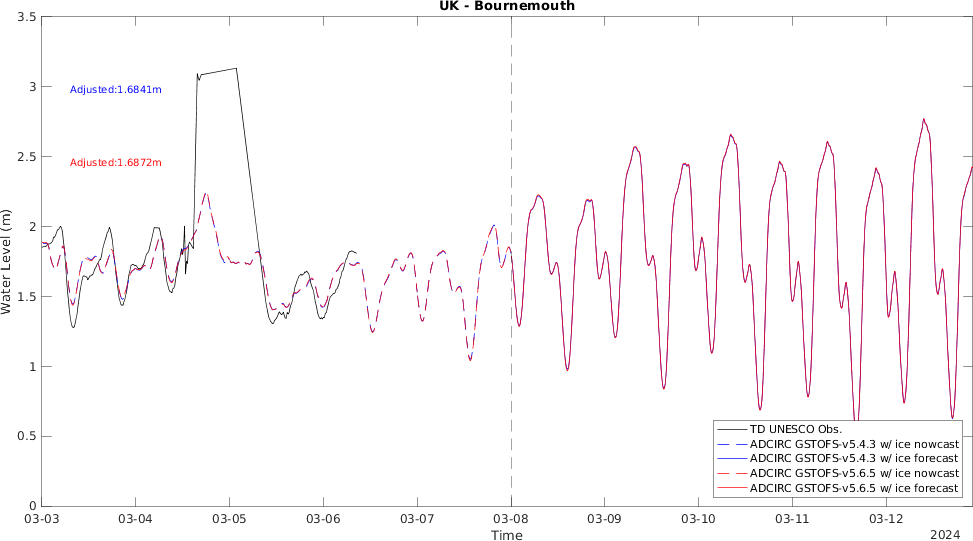 UK - Bournemouth
3.5
3
2.5
2
1.5
1
0.5
0
Water Level (m)
Adjusted:1.6841m
Adjusted:1.6872m
TD UNESCO Obs.
ADCIRC GSTOFS-v5.4.3 w/ ice nowcast
ADCIRC GSTOFS-v5.4.3 w/ ice forecast
ADCIRC GSTOFS-v5.6.5 w/ ice nowcast
ADCIRC GSTOFS-v5.6.5 w/ ice forecast
03-03 03-04 03-05 03-06 03-07 03-08 03-09 03-10 03-11 03-12
Time
2024